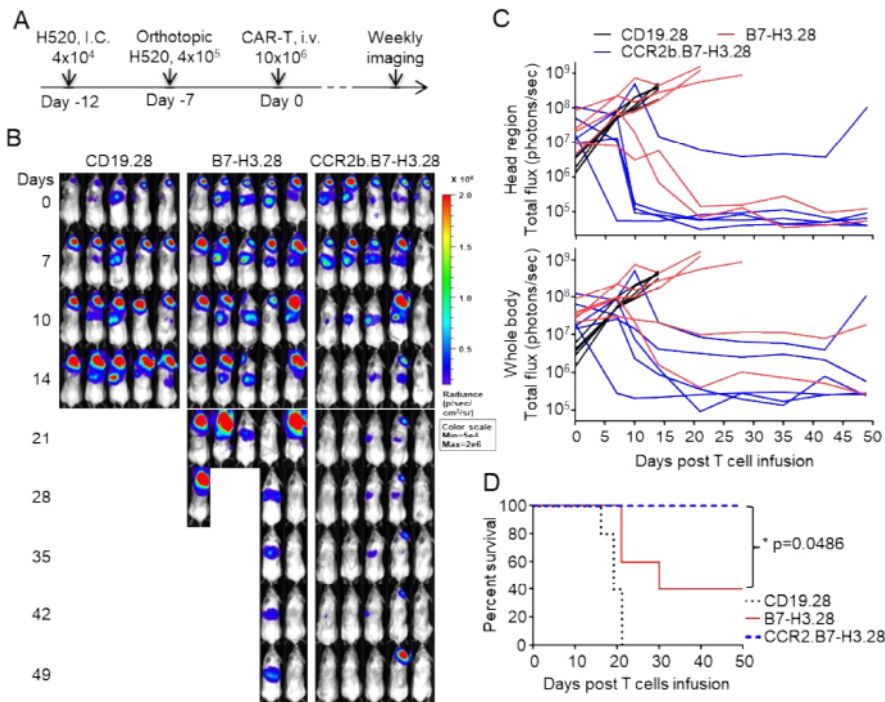 A
H520, I.C.
4x10⁴
Orthotopic
H520, 4x10⁵
CAR-T, i.v.
10x10⁶
Weekly
imaging
Day -12
Day -7
Day 0
B
CD19.28
B7-H3.28
CCR2b.B7-H3.28
Days
0
7
10
14
21
28
35
42
49
2.0
1.5
1.0
0.5
Radiance
(p/sec/
cm²/sr)
Color scale
Min=5e4
Max=2e6
C
CD19.28
B7-H3.28
CCR2b.B7-H3.28
Head region
Total flux (photons/sec)
10⁹
10⁸
10⁷
10⁶
10⁵
Whole body
Total flux (photons/sec)
10⁹
10⁸
10⁷
10⁶
10⁵
0 5 10 15 20 25 30 35 40 45 50
Days post T cell infusion
D
Percent survival
100
80
60
40
20
0
0 10 20 30 40 50
Days post T cells infusion
* p=0.0486
CD19.28
B7-H3.28
CCR2.B7-H3.28